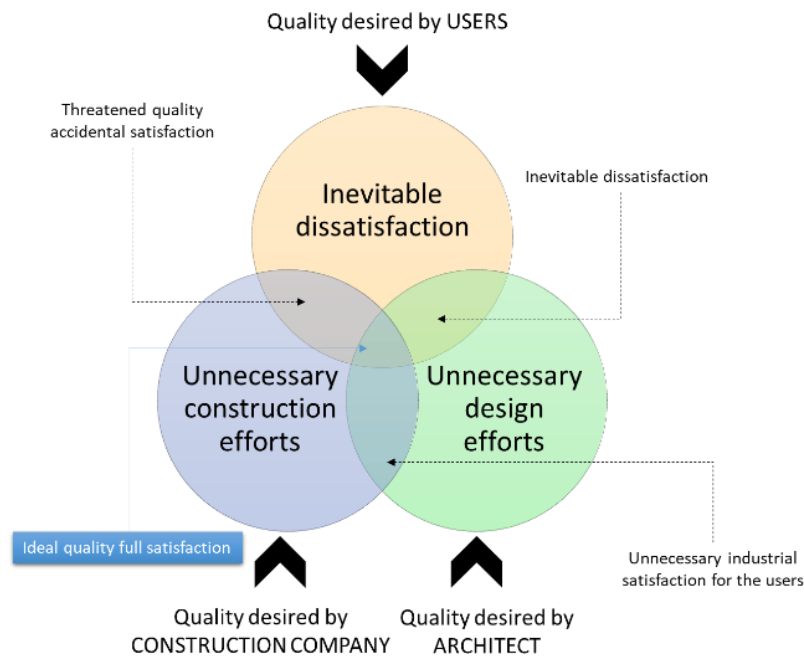 Quality desired by USERS
Threatened quality
accidental satisfaction
Inevitable dissatisfaction
Inevitable
dissatisfaction
Unnecessary
construction
efforts
Unnecessary
design
efforts
Ideal quality full satisfaction
Unnecessary industrial
satisfaction for the users
Quality desired by
CONSTRUCTION COMPANY
Quality desired by
ARCHITECT